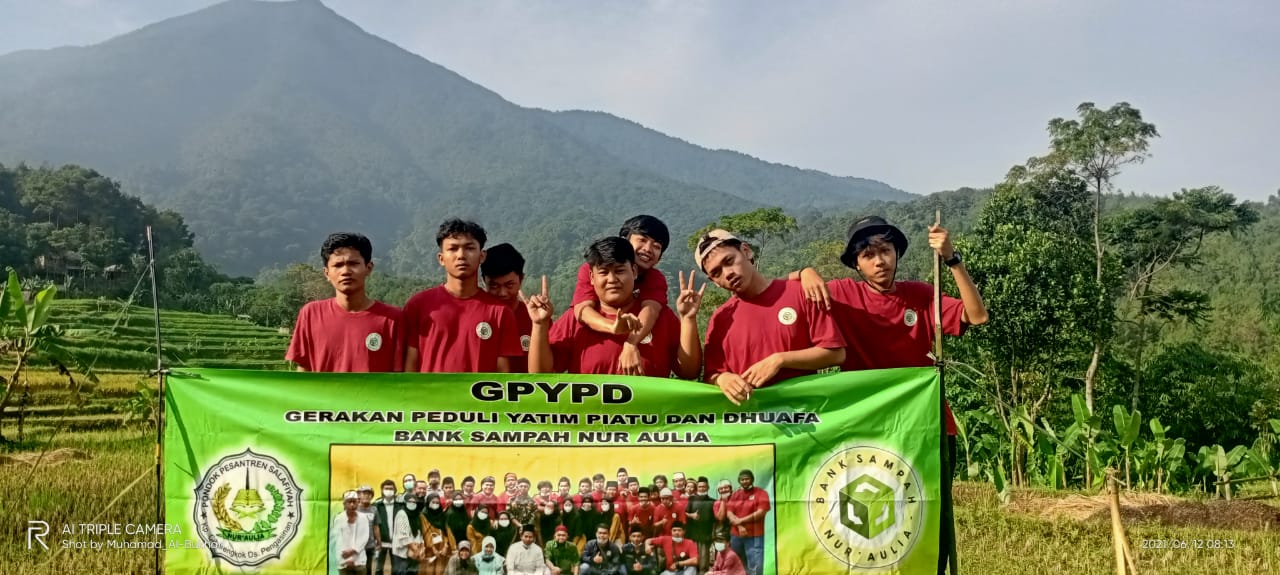 GPYPD
GERAKAN PEDULI YATIM PIATU DAN DHUAFA
BANK SAMPAH NUR AULIA
PONDOK PESANTREN SALAFIYAH
NUR'AULIA
BANK SAMPAH
NUR'AULIA
AI TRIPLE CAMERA
Shot by Muhamad_Al-
2021/06/12 08:13